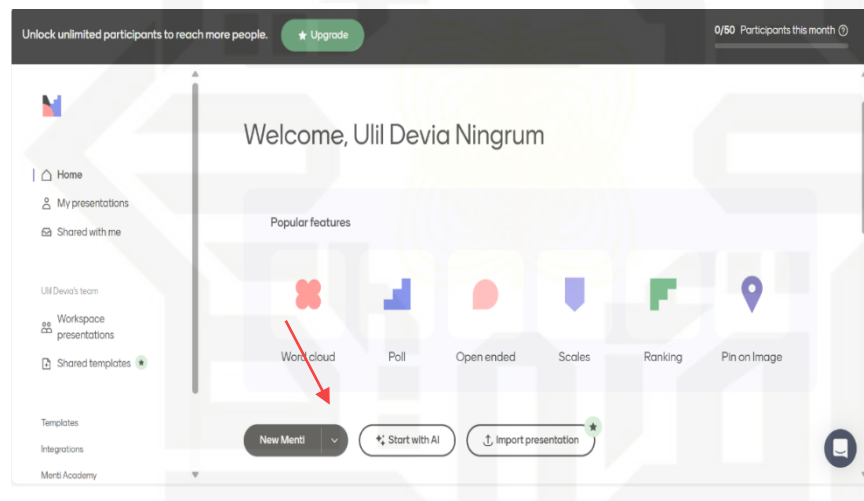 Unlock unlimited participants to reach more people.
Upgrade
0/50 Participants this month
Welcome, Ulil Devia Ningrum
Home
My presentations
Shared with me
Popular features
Ulil Devia's team
Workspace
presentations
Shared templates
Word cloud
Poll
Open ended
Scales
Ranking
Pin on Image
Templates
Integrations
Menti Academy
New Menti
Start with AI
Import presentation